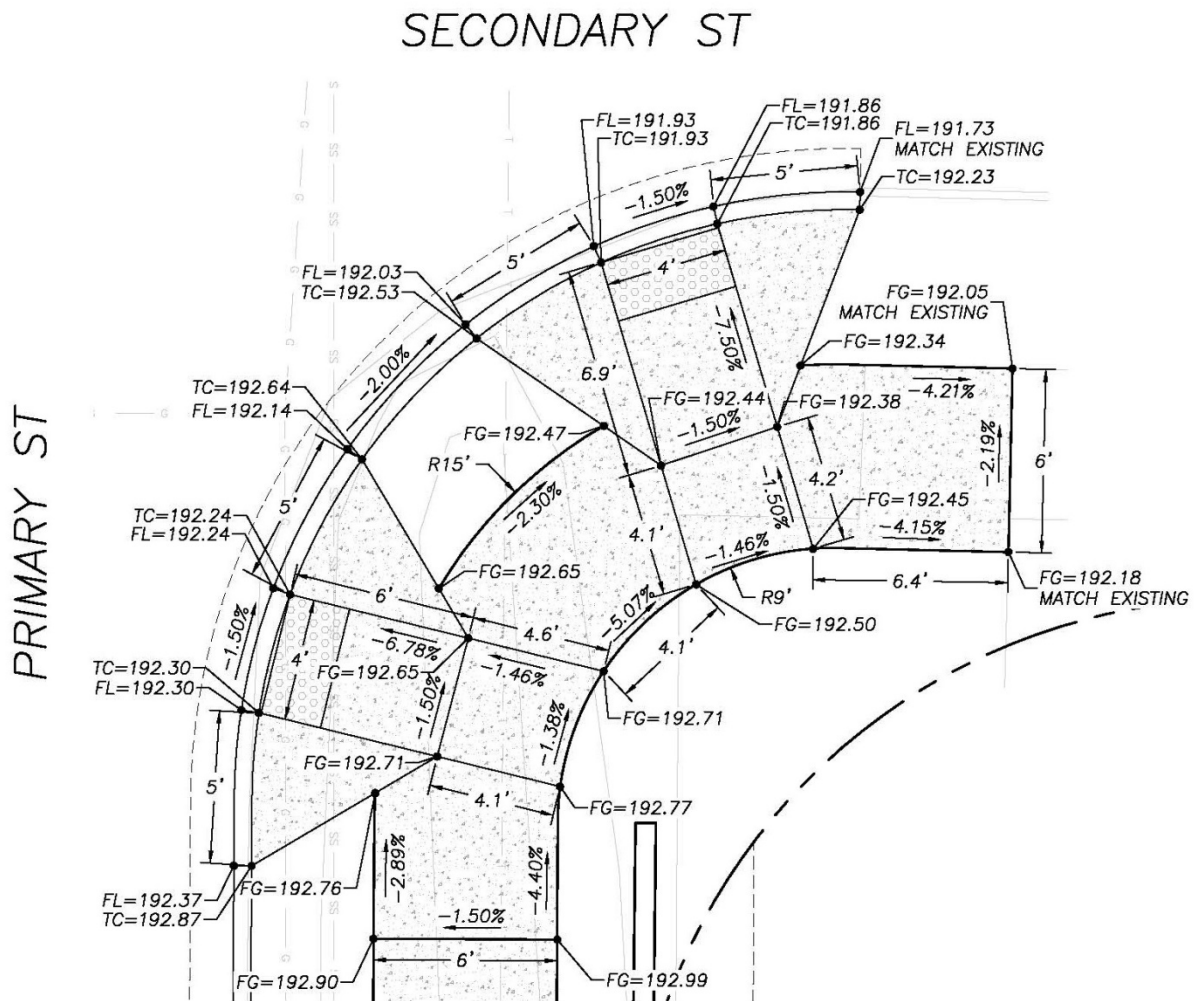 SECONDARY ST
PRIMARY ST
FL=191.86
TC=191.86
FL=191.93
TC=191.93
FL=191.73
MATCH EXISTING
TC=192.23
5'
-1.50%
5'
FL=192.03
TC=192.53
4'
FG=192.05
MATCH EXISTING
-2.00%
-7.50%
FG=192.34
6.9'
TC=192.64
FL=192.14
FG=192.44
FG=192.38
-4.21%
FG=192.47
-1.50%
R15'
-2.19%
6'
5'
-2.30%
4.1'
-1.50%
4.2'
FG=192.45
TC=192.24
FL=192.24
-4.15%
-1.46%
6.4'
FG=192.65
R9'
FG=192.18
MATCH EXISTING
6'
-5.07%
FG=192.50
4.6'
4.1'
-1.50%
4'
-6.78%
-1.46%
TC=192.30
FL=192.30
FG=192.65
-1.50%
FG=192.71
-1.38%
FG=192.71
5'
4.1'
FG=192.77
-2.89%
-4.40%
FG=192.76
FL=192.37
TC=192.87
-1.50%
FG=192.90
6'
FG=192.99
S
G
SS
G
SS
T
T
G
SS
G
SS
G
SS
G